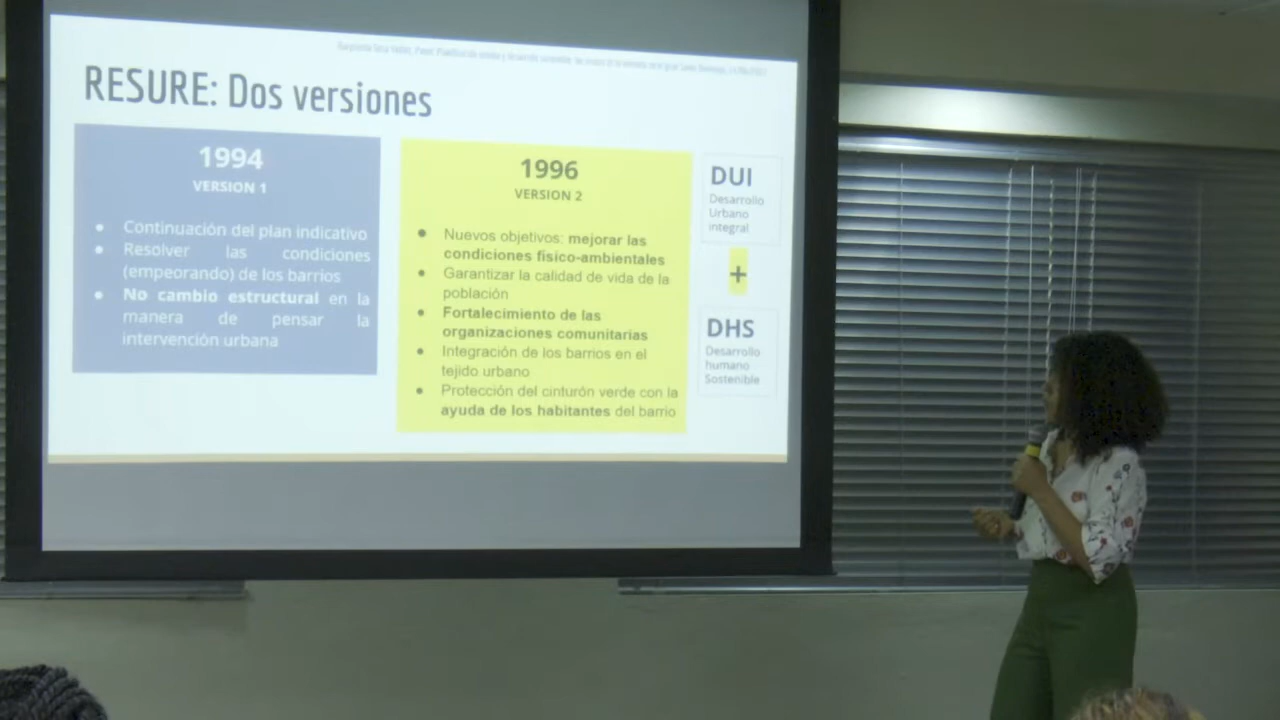 RESURE: Dos versiones
1994
VERSION 1
● Continuación del plan indicativo
● Resolver las condiciones
(empeorando) de los barrios
● No cambio estructural en la
manera de pensar la
intervención urbana
1996
VERSION 2
● Nuevos objetivos: mejorar las
condiciones físico-ambientales
● Garantizar la calidad de vida de la
población
● Fortalecimiento de las
organizaciones comunitarias
● Integración de los barrios en el
tejido urbano
● Protección del cinturón verde con la
ayuda de los habitantes del barrio
DUI
Desarrollo
Urbano
integral
+
DHS
Desarrollo
humano
Sostenible